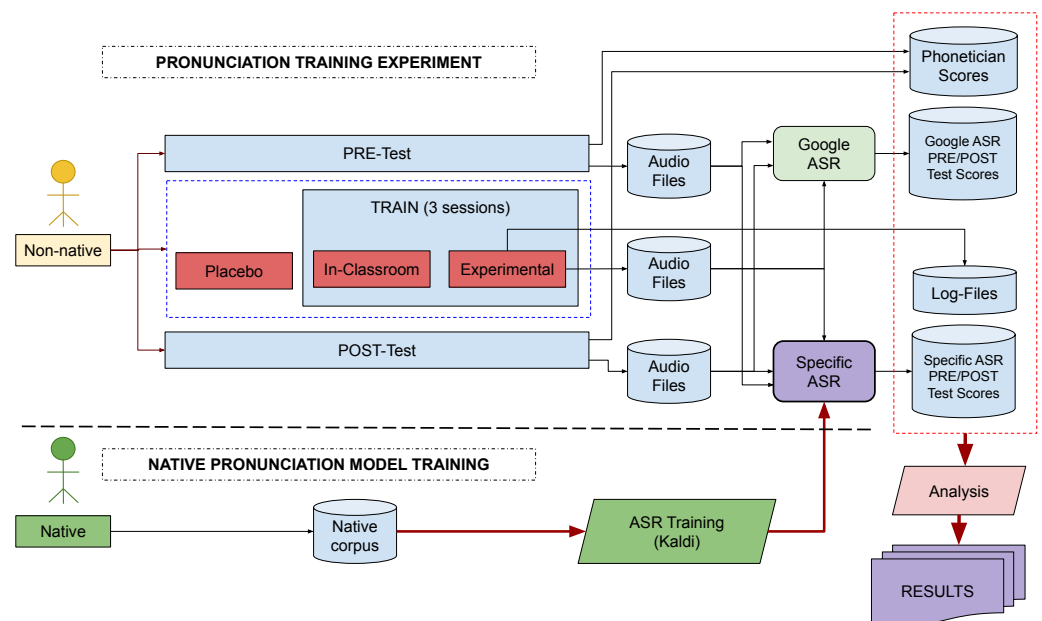 PRONUNCIATION TRAINING EXPERIMENT
Phonetician
Scores
PRE-Test
Audio
Files
Google
ASR
Google ASR
PRE/POST
Test Scores
Non-native
TRAIN (3 sessions)
Placebo
In-Classroom
Experimental
Audio
Files
Log-Files
POST-Test
Audio
Files
Specific
ASR
Specific ASR
PRE/POST
Test Scores
NATIVE PRONUNCIATION MODEL TRAINING
Analysis
Native
Native
corpus
ASR Training
(Kaldi)
RESULTS